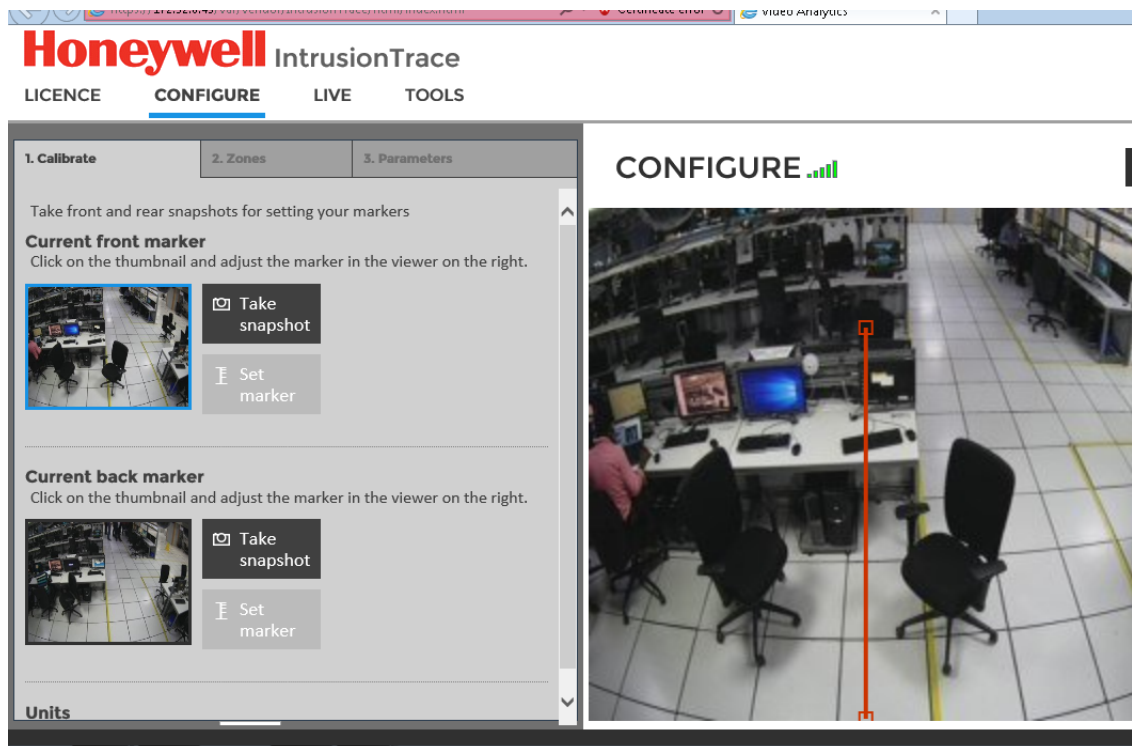 Certificate error
Video Analytics
Honeywell IntrusionTrace
LICENCE CONFIGURE LIVE TOOLS
1. Calibrate 2. Zones 3. Parameters
CONFIGURE
Take front and rear snapshots for setting your markers
Current front marker
Click on the thumbnail and adjust the marker in the viewer on the right.
Take
snapshot
Set
marker
Current back marker
Click on the thumbnail and adjust the marker in the viewer on the right.
Take
snapshot
Set
marker
Units